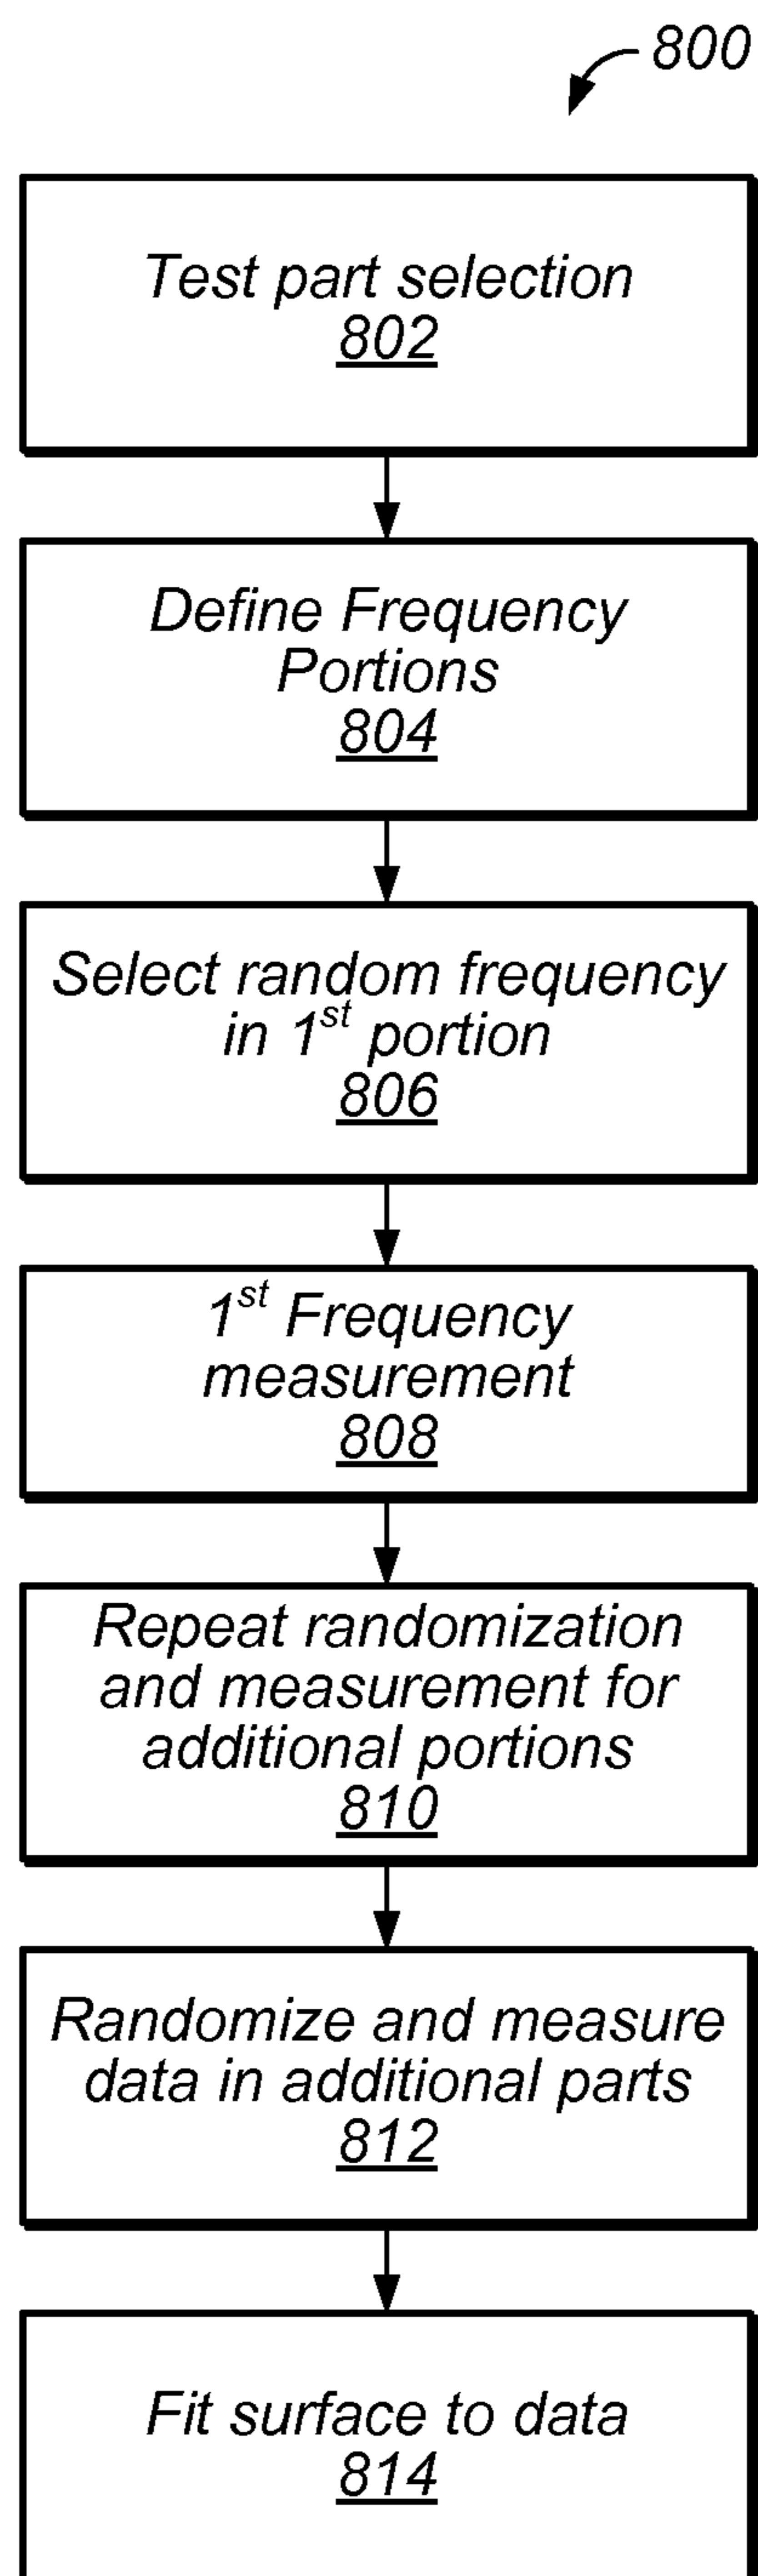 800
Test part selection
802
Define Frequency
Portions
804
Select random frequency
in 1st portion
806
1st Frequency
measurement
808
Repeat randomization
and measurement for
additional portions
810
Randomize and measure
data in additional parts
812
Fit surface to data
814